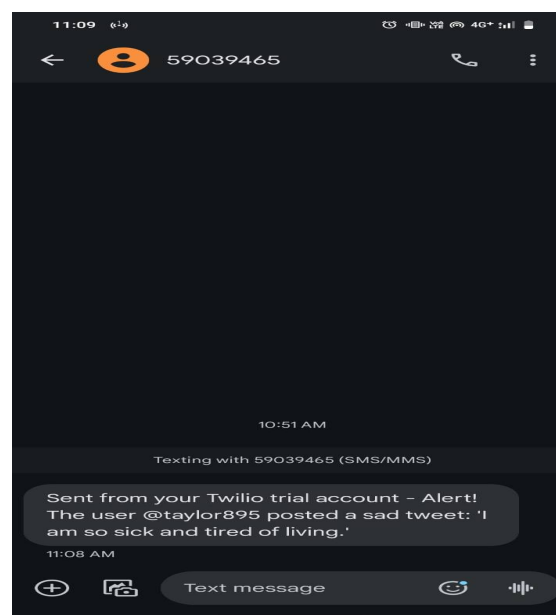 11:09 4G+
59039465
10:51 AM
Texting with 59039465 (SMS/MMS)
Sent from your Twilio trial account - Alert!
The user @taylor895 posted a sad tweet: 'I
am so sick and tired of living.'
11:08 AM
Text message